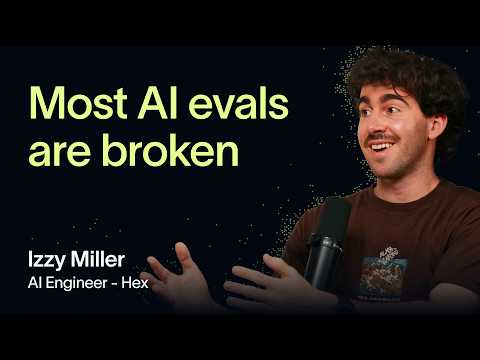 Most AI evals
are broken
Izzy Miller
AI Engineer - Hex